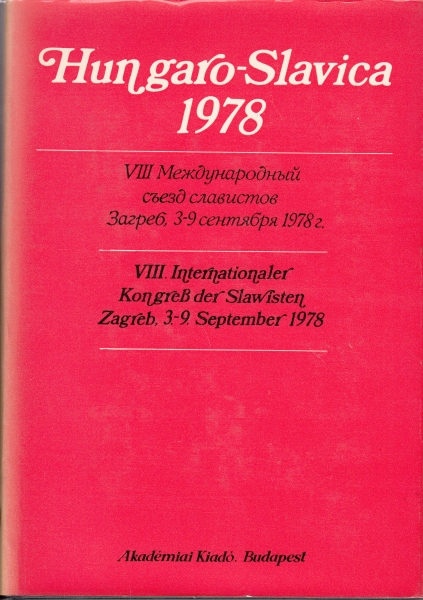 Hungaro-Slavica
1978
VIII Международный
съезд славистов
Загреб, 3-9 сентября 1978 г.
VIII. Internationaler
Kongreß der Slawisten
Zagreb, 3.-9. September 1978
Akadémiai Kiadó. Budapest